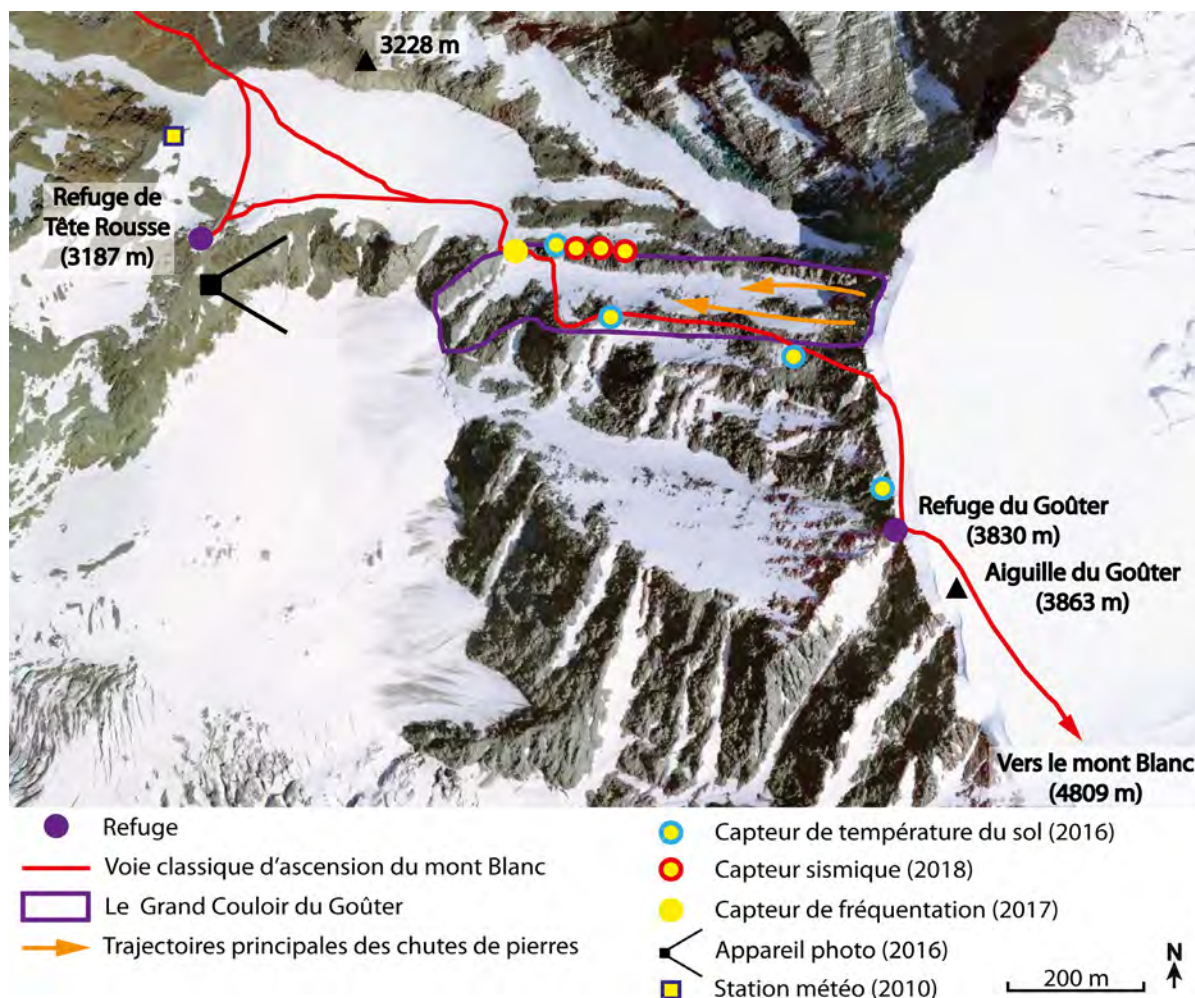 3228 m
Refuge de
Tête Rousse
(3187 m)
Refuge du Goûter
(3830 m)
Aiguille du Goûter
(3863 m)
Vers le mont Blanc
(4809 m)
Refuge
Voie classique d'ascension du mont Blanc
Le Grand Couloir du Goûter
Trajectoires principales des chutes de pierres
Capteur de température du sol (2016)
Capteur sismique (2018)
Capteur de fréquentation (2017)
Appareil photo (2016)
Station météo (2010)
N
200 m